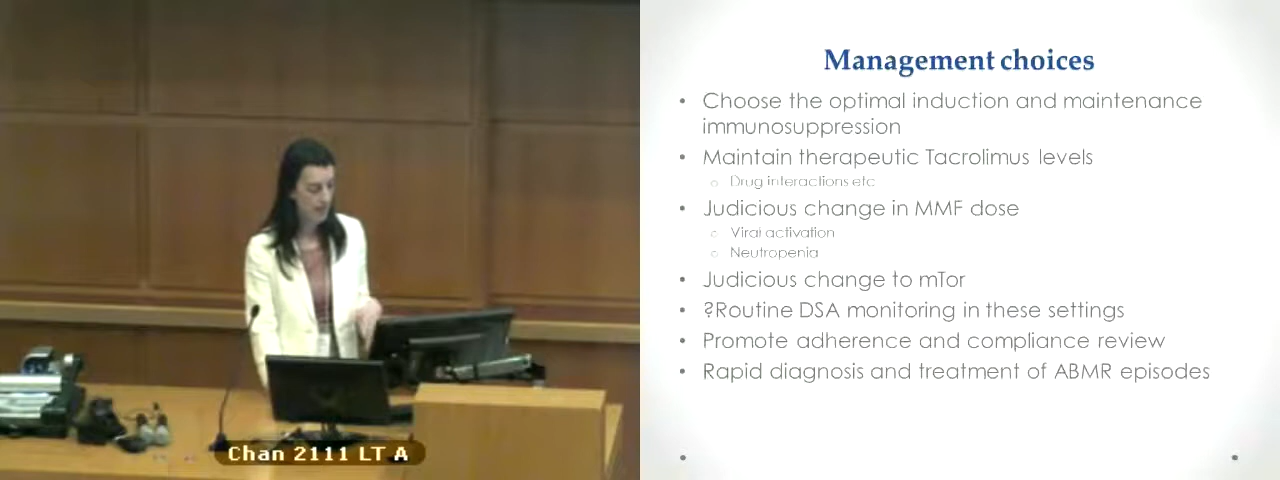 Management choices
• Choose the optimal induction and maintenance
immunosuppression
• Maintain therapeutic Tacrolimus levels
○ Drug interactions etc
• Judicious change in MMF dose
○ Viral activation
○ Neutropenia
• Judicious change to mTor
• ?Routine DSA monitoring in these settings
• Promote adherence and compliance review
• Rapid diagnosis and treatment of ABMR episodes
Chan 2111 LT A